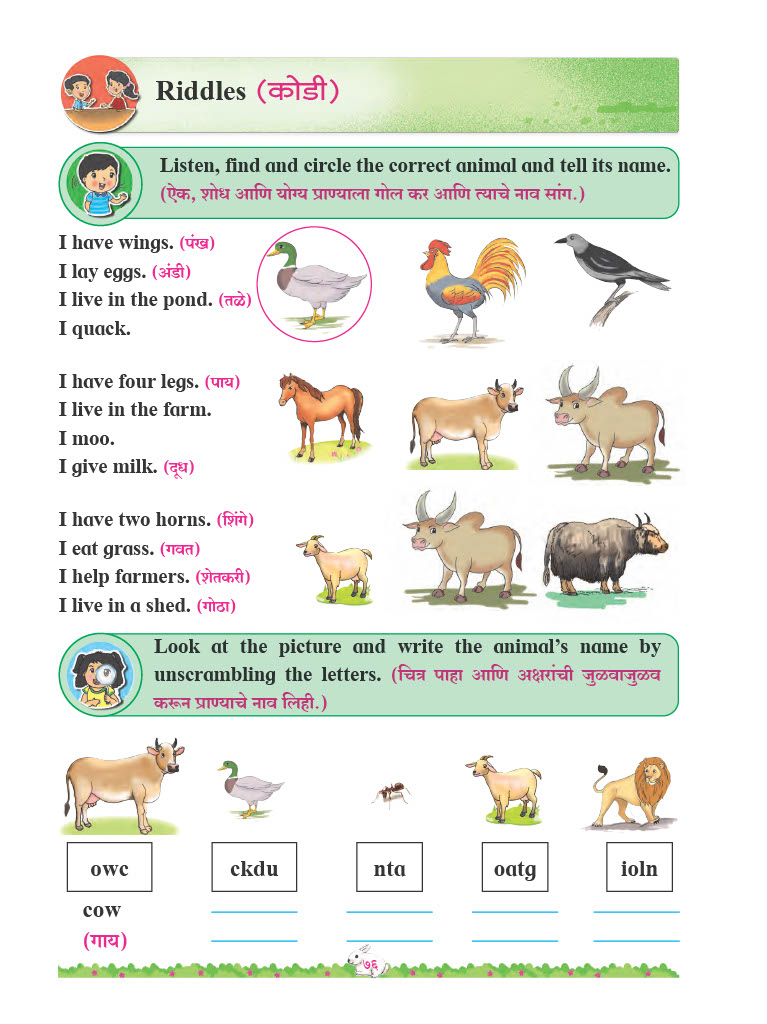 Riddles (कोडी)
Listen, find and circle the correct animal and tell its name.
(ऐक, शोध आणि योग्य प्राण्याला गोल कर आणि त्याचे नाव सांग.)
I have wings. (पंख)
I lay eggs. (अंडी)
I live in the pond. (तळे)
I quack.
I have four legs. (पाय)
I live in the farm.
I moo.
I give milk. (दूध)
I have two horns. (शिंगे)
I eat grass. (गवत)
I help farmers. (शेतकरी)
I live in a shed. (गोठा)
Look at the picture and write the animal's name by
unscrambling the letters. (चित्र पाहा आणि अक्षरांची जुळवाजुळव
करून प्राण्याचे नाव लिही.)
owc ckdu nta oatg ioln
cow
(गाय)
७६